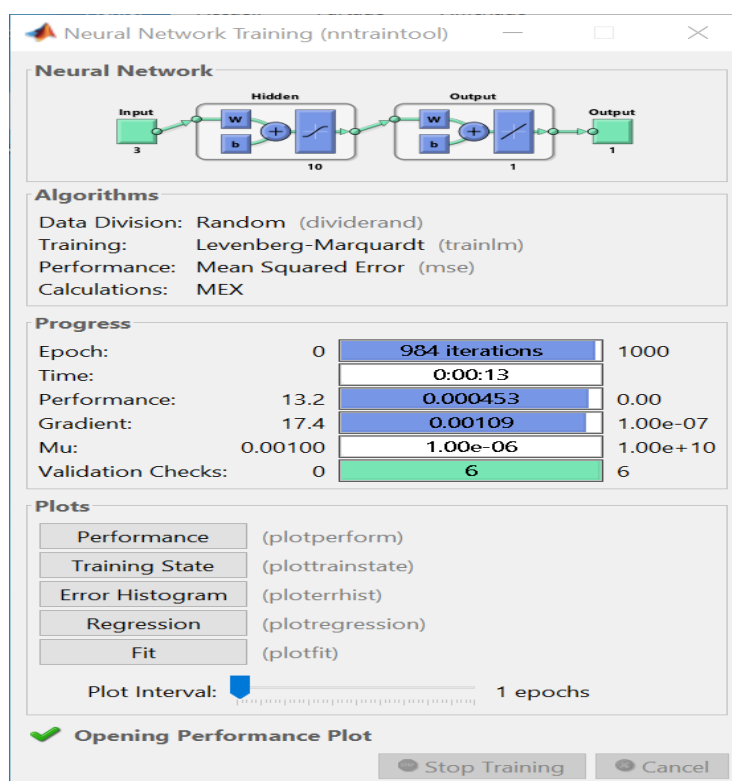 Neural Network Training (nntraintool)
Neural Network
Hidden Output
Input Output
W W
b b
3 10 1 1
Algorithms
Data Division: Random (dividerand)
Training: Levenberg-Marquardt (trainlm)
Performance: Mean Squared Error (mse)
Calculations: MEX
Progress
Epoch: 0 984 iterations 1000
Time: 0:00:13
Performance: 13.2 0.000453 0.00
Gradient: 17.4 0.00109 1.00e-07
Mu: 0.00100 1.00e-06 1.00e+10
Validation Checks: 0 6 6
Plots
Performance (plotperform)
Training State (plottrainstate)
Error Histogram (ploterrhist)
Regression (plotregression)
Fit (plotfit)
Plot Interval: 1 epochs
Opening Performance Plot
Stop Training Cancel